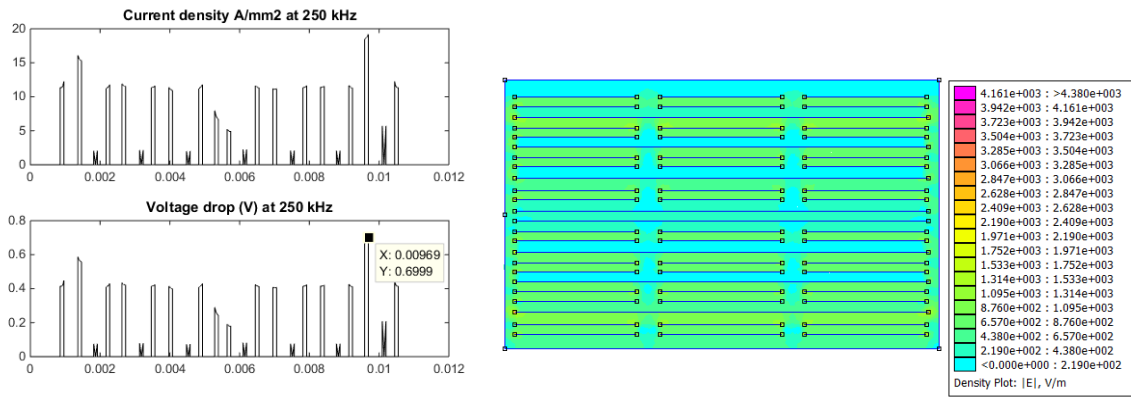 Current density A/mm2 at 250 kHz
20
15
10
5
0
0 0.002 0.004 0.006 0.008 0.01 0.012
Voltage drop (V) at 250 kHz
0.8
0.6
0.4
0.2
0
X: 0.00969
Y: 0.6999
0 0.002 0.004 0.006 0.008 0.01 0.012
4.161e+003 : >4.380e+003
3.942e+003 : 4.161e+003
3.723e+003 : 3.942e+003
3.504e+003 : 3.723e+003
3.285e+003 : 3.504e+003
3.066e+003 : 3.285e+003
2.847e+003 : 3.066e+003
2.628e+003 : 2.847e+003
2.409e+003 : 2.628e+003
2.190e+003 : 2.409e+003
1.971e+003 : 2.190e+003
1.752e+003 : 1.971e+003
1.533e+003 : 1.752e+003
1.314e+003 : 1.533e+003
1.095e+003 : 1.314e+003
8.760e+002 : 1.095e+003
6.570e+002 : 8.760e+002
4.380e+002 : 6.570e+002
2.190e+002 : 4.380e+002
<0.000e+000 : 2.190e+002
Density Plot: |E|, V/m